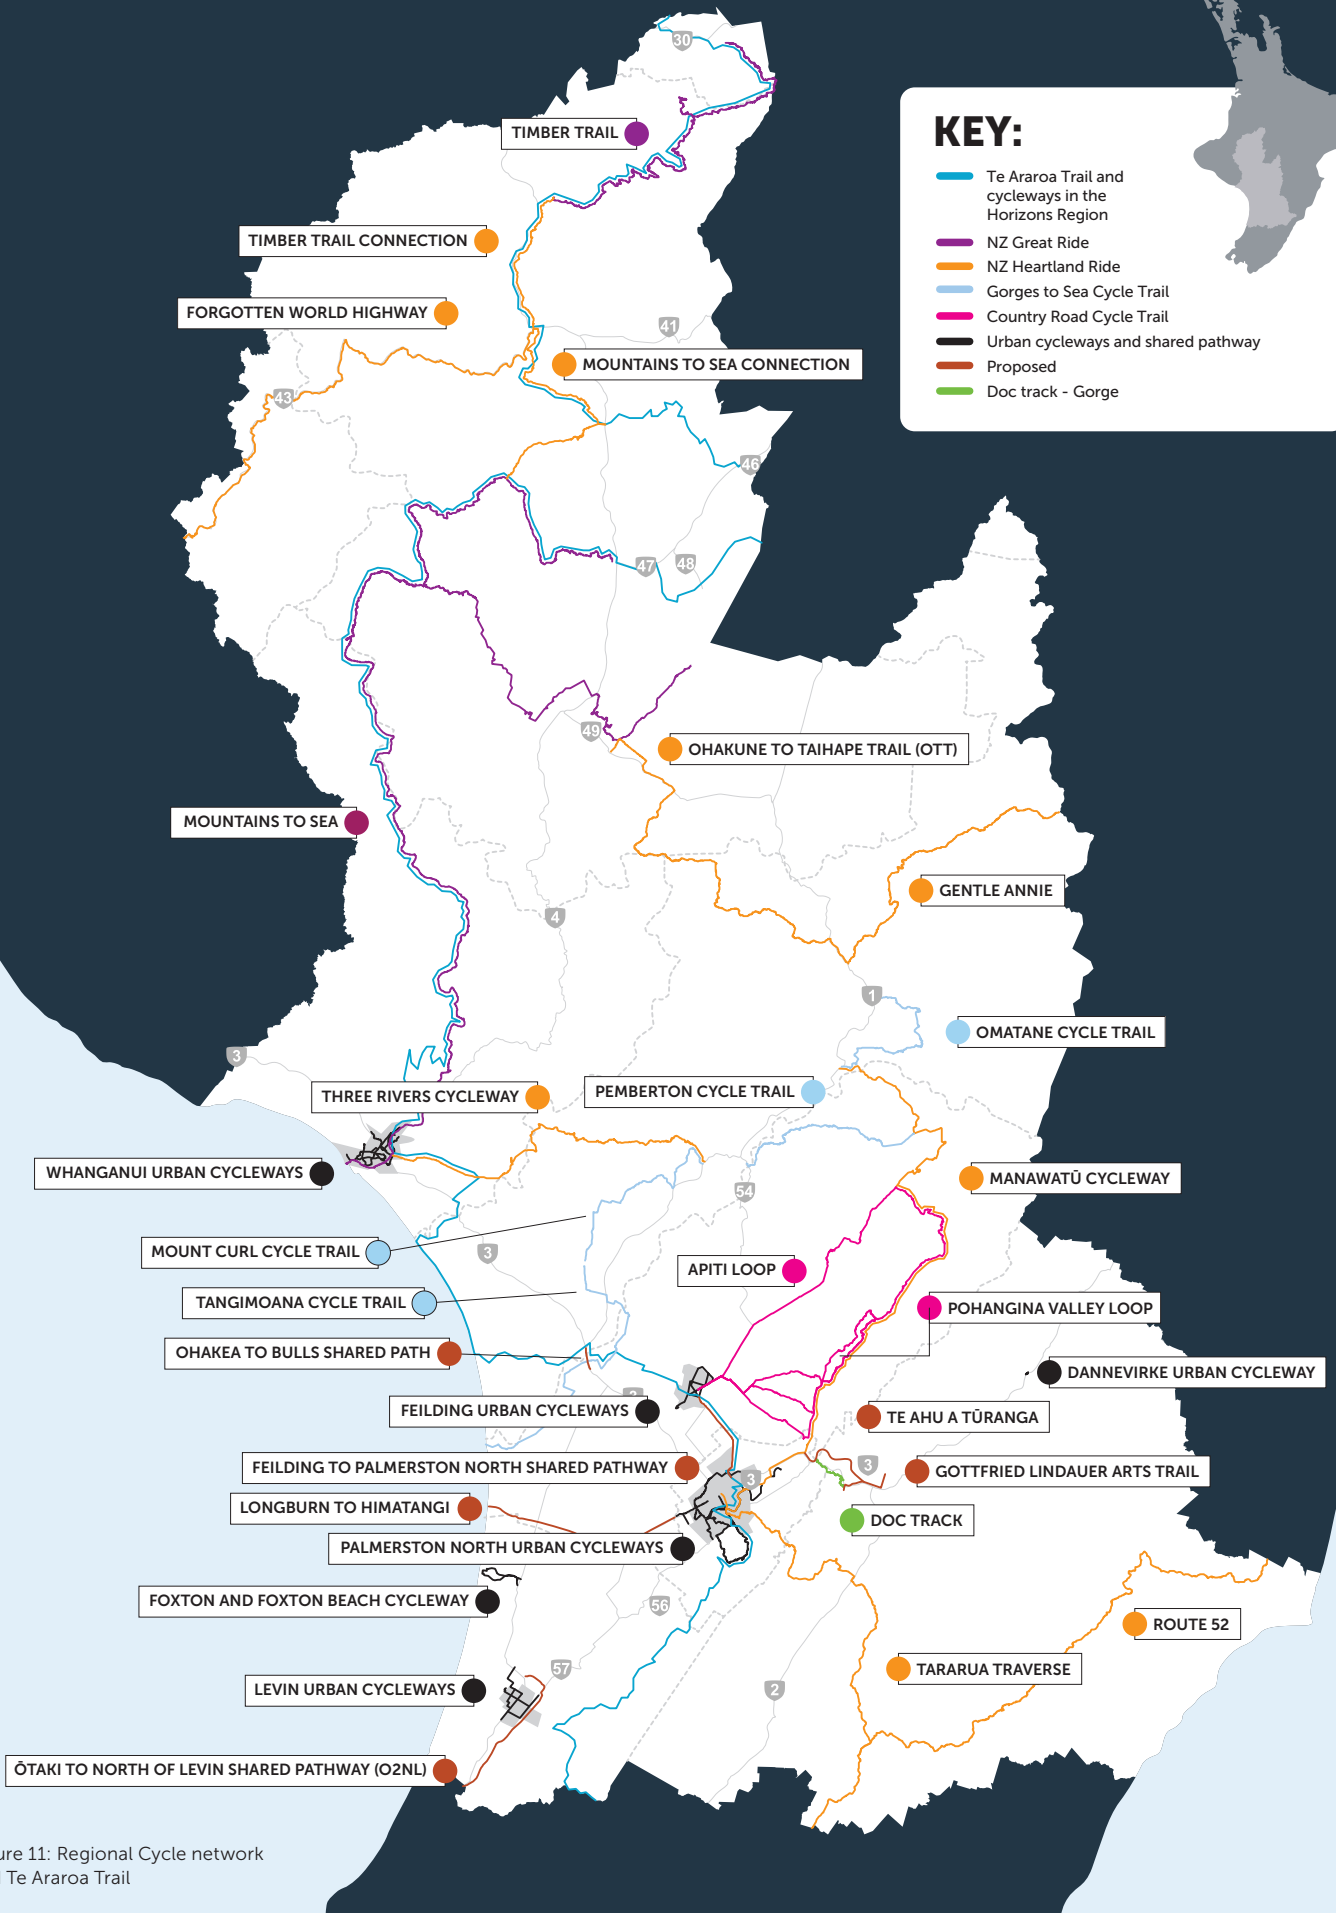 30
KEY:
TIMBER TRAIL
Te Araroa Trail and
cycleways in the
Horizons Region
NZ Great Ride
NZ Heartland Ride
Gorges to Sea Cycle Trail
Country Road Cycle Trail
Urban cycleways and shared pathway
Proposed
Doc track - Gorge
TIMBER TRAIL CONNECTION
FORGOTTEN WORLD HIGHWAY
41
MOUNTAINS TO SEA CONNECTION
43
46
47
48
49
OHAKUNE TO TAIHAPE TRAIL (OTT)
MOUNTAINS TO SEA
GENTLE ANNIE
4
1
OMATANE CYCLE TRAIL
3
THREE RIVERS CYCLEWAY
PEMBERTON CYCLE TRAIL
WHANGANUI URBAN CYCLEWAYS
MANAWATŪ CYCLEWAY
54
MOUNT CURL CYCLE TRAIL
3
APITI LOOP
TANGIMOANA CYCLE TRAIL
POHANGINA VALLEY LOOP
OHAKEA TO BULLS SHARED PATH
DANNEVIRKE URBAN CYCLEWAY
FEILDING URBAN CYCLEWAYS
TE AHU A TŪRANGA
FEILDING TO PALMERSTON NORTH SHARED PATHWAY
3
3
GOTTFRIED LINDAUER ARTS TRAIL
LONGBURN TO HIMATANGI
DOC TRACK
PALMERSTON NORTH URBAN CYCLEWAYS
FOXTON AND FOXTON BEACH CYCLEWAY
56
ROUTE 52
57
TARARUA TRAVERSE
LEVIN URBAN CYCLEWAYS
2
ŌTAKI TO NORTH OF LEVIN SHARED PATHWAY (O2NL)
ure 11: Regional Cycle network
Te Araroa Trail